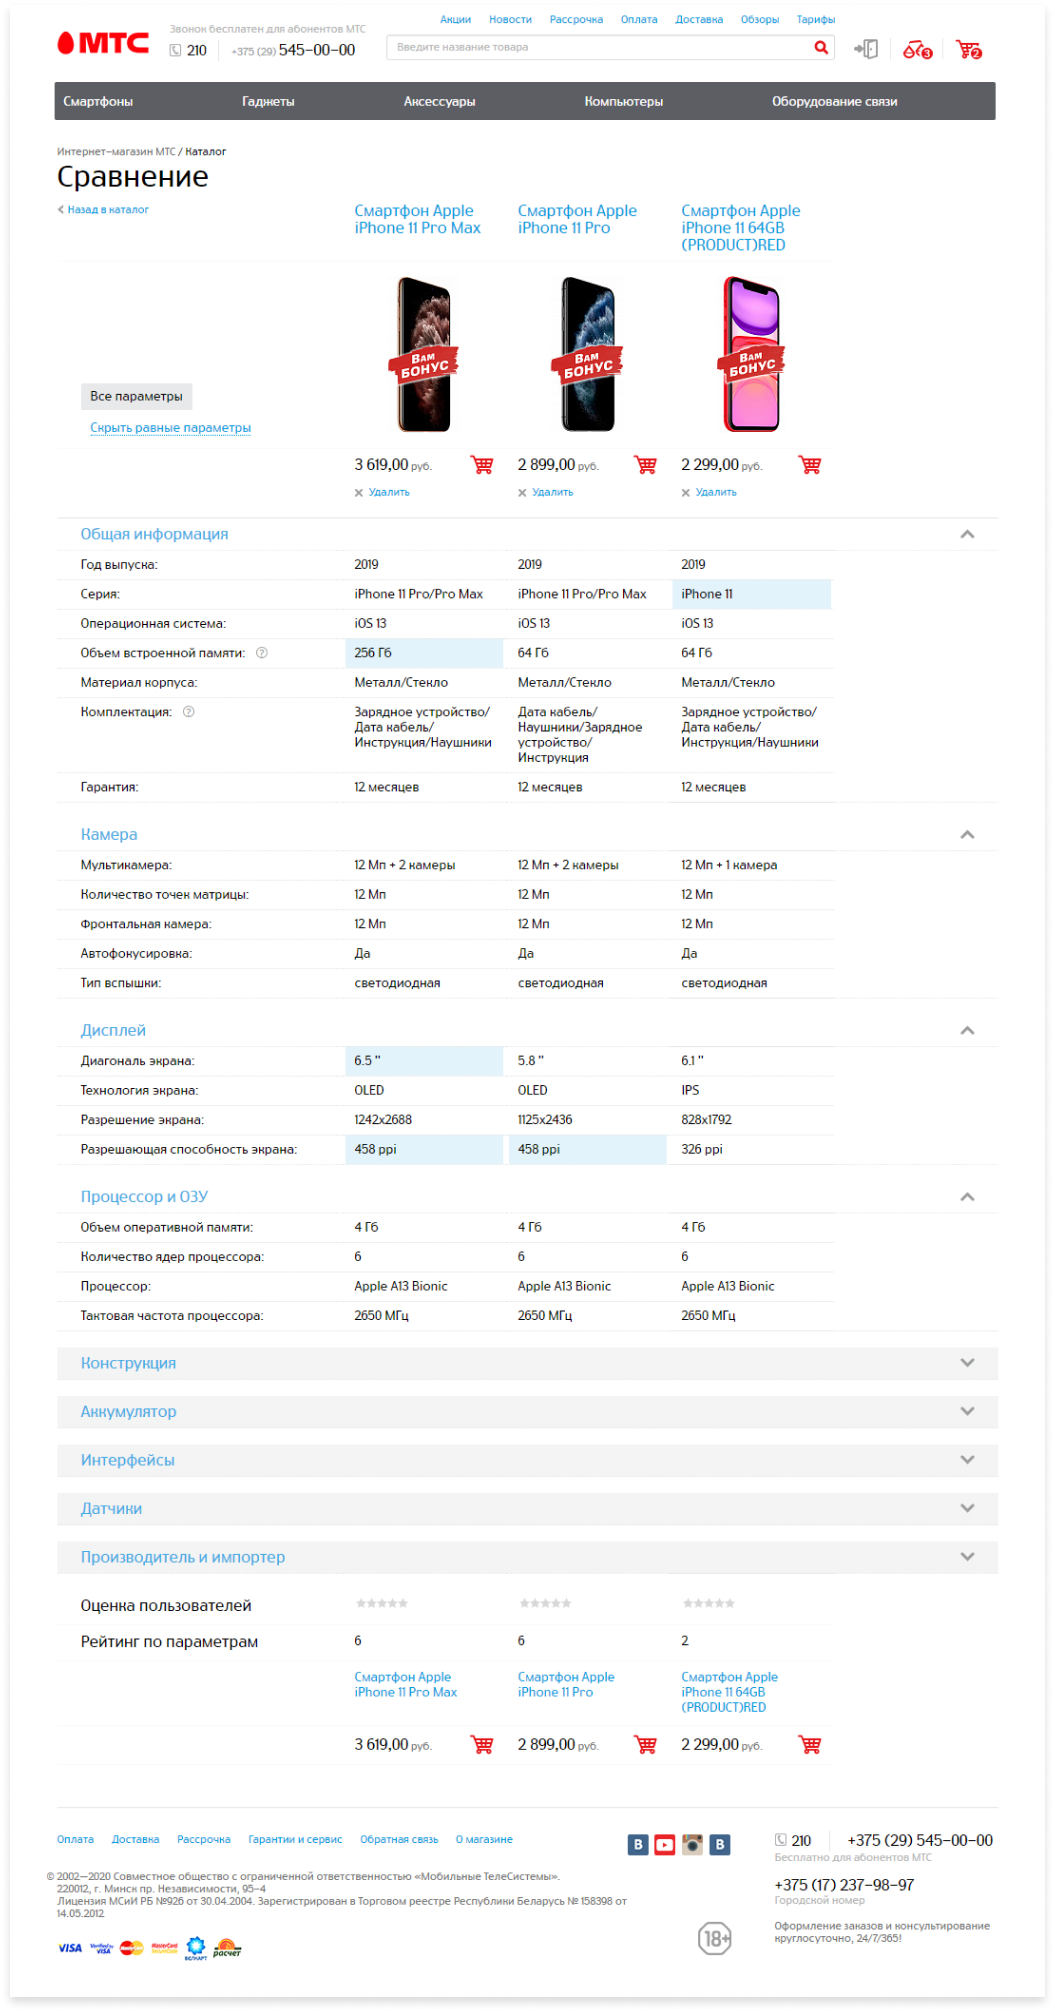 Акции Новости Рассрочка Оплата Доставка Обзоры Тарифы
Звонок бесплатен для абонентов МТС
МТС
210 +375 (29) 545-00-00
Введите название товара
3 2
Смартфоны Гаджеты Аксессуары Компьютеры Оборудование связи
Интернет-магазин МТС / Каталог
Сравнение
Назад в каталог
Смартфон Apple iPhone 11 Pro Max
Смартфон Apple iPhone 11 Pro
Смартфон Apple iPhone 11 64GB (PRODUCT)RED
Вам БОНУС Вам БОНУС Вам БОНУС
Все параметры
Скрыть равные параметры
3 619,00 руб. 2 899,00 руб. 2 299,00 руб.
Удалить Удалить Удалить
Общая информация
Год выпуска: 2019 2019 2019
Серия: iPhone 11 Pro/Pro Max iPhone 11 Pro/Pro Max iPhone 11
Операционная система: iOS 13 iOS 13 iOS 13
Объем встроенной памяти: ? 256 Гб 64 Гб 64 Гб
Материал корпуса: Металл/Стекло Металл/Стекло Металл/Стекло
Комплектация: ? Зарядное устройство/ Дата кабель/ Зарядное устройство/
Дата кабель/ Наушники/Зарядное Дата кабель/
Инструкция/Наушники устройство/ Инструкция/Наушники
Инструкция
Гарантия: 12 месяцев 12 месяцев 12 месяцев
Камера
Мультикамера: 12 Мп + 2 камеры 12 Мп + 2 камеры 12 Мп + 1 камера
Количество точек матрицы: 12 Мп 12 Мп 12 Мп
Фронтальная камера: 12 Мп 12 Мп 12 Мп
Автофокусировка: Да Да Да
Тип вспышки: светодиодная светодиодная светодиодная
Дисплей
Диагональ экрана: 6.5 " 5.8 " 6.1 "
Технология экрана: OLED OLED IPS
Разрешение экрана: 1242x2688 1125x2436 828x1792
Разрешающая способность экрана: 458 ppi 458 ppi 326 ppi
Процессор и ОЗУ
Объем оперативной памяти: 4 Гб 4 Гб 4 Гб
Количество ядер процессора: 6 6 6
Процессор: Apple A13 Bionic Apple A13 Bionic Apple A13 Bionic
Тактовая частота процессора: 2650 МГц 2650 МГц 2650 МГц
Конструкция
Аккумулятор
Интерфейсы
Датчики
Производитель и импортер
Оценка пользователей
Рейтинг по параметрам 6 6 2
Смартфон Apple Смартфон Apple Смартфон Apple
iPhone 11 Pro Max iPhone 11 Pro iPhone 11 64GB
(PRODUCT)RED
3 619,00 руб. 2 899,00 руб. 2 299,00 руб.
Оплата Доставка Рассрочка Гарантии и сервис Обратная связь О магазине
B B
210 +375 (29) 545-00-00
Бесплатно для абонентов МТС
+375 (17) 237-98-97
Городской номер
Оформление заказов и консультирование
круглосуточно, 24/7/365!
© 2002—2020 Совместное общество с ограниченной ответственностью «Мобильные ТелеСистемы».
220012, г. Минск пр. Независимости, 95-4
Лицензия МСиИ РБ №926 от 30.04.2004. Зарегистрирован в Торговом реестре Республики Беларусь № 158398 от
14.05.2012
18+
VISA Verified by VISA MasterCard MasterCard SecureCode БЕЛКАРТ расчет